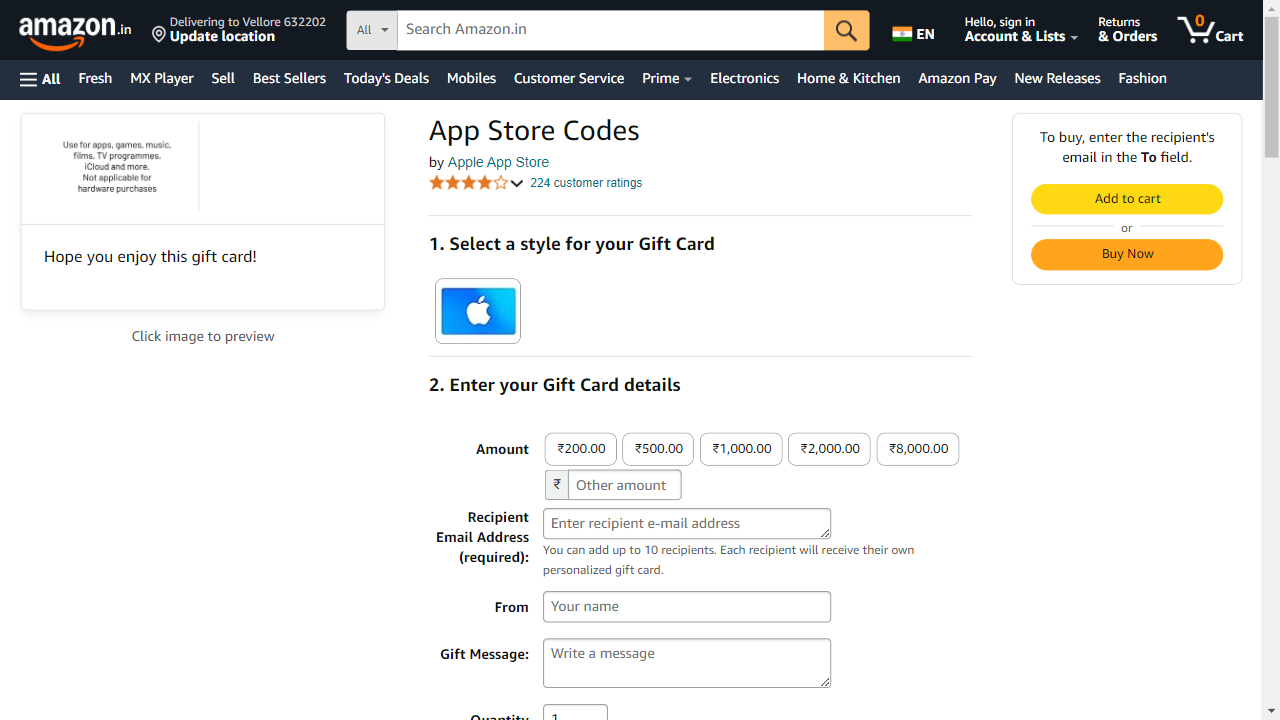 amazon.in
Delivering to Vellore 632202
Update location
All
Search Amazon.in
EN
Hello, sign in
Account & Lists
Returns
& Orders
0
Cart
All
Fresh
MX Player
Sell
Best Sellers
Today's Deals
Mobiles
Customer Service
Prime
Electronics
Home & Kitchen
Amazon Pay
New Releases
Fashion
Use for apps, games, music,
films, TV programmes,
iCloud and more.
Not applicable for
hardware purchases
Hope you enjoy this gift card!
Click image to preview
App Store Codes
by Apple App Store
224 customer ratings
1. Select a style for your Gift Card
2. Enter your Gift Card details
Amount
₹200.00
₹500.00
₹1,000.00
₹2,000.00
₹8,000.00
₹
Other amount
Recipient
Email Address
(required):
Enter recipient e-mail address
You can add up to 10 recipients. Each recipient will receive their own
personalized gift card.
From
Your name
Gift Message:
Write a message
Quantity
1
To buy, enter the recipient's
email in the To field.
Add to cart
or
Buy Now